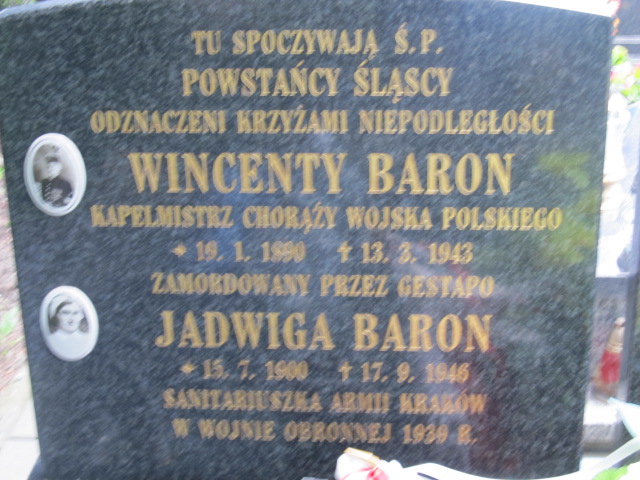 TU SPOCZYWAJĄ Ś.P.
POWSTAŃCY ŚLĄSCY
ODZNACZENI KRZYŻAMI NIEPODLEGŁOŚCI
WINCENTY BARON
KAPELMISTRZ CHORĄŻY WOJSKA POLSKIEGO
* 19. 1. 1890 † 13. 3. 1943
ZAMORDOWANY PRZEZ GESTAPO
JADWIGA BARON
* 15. 7. 1900 † 17. 9. 1946
SANITARIUSZKA ARMII KRAKÓW
W WOJNIE OBRONNEJ 1939 R.